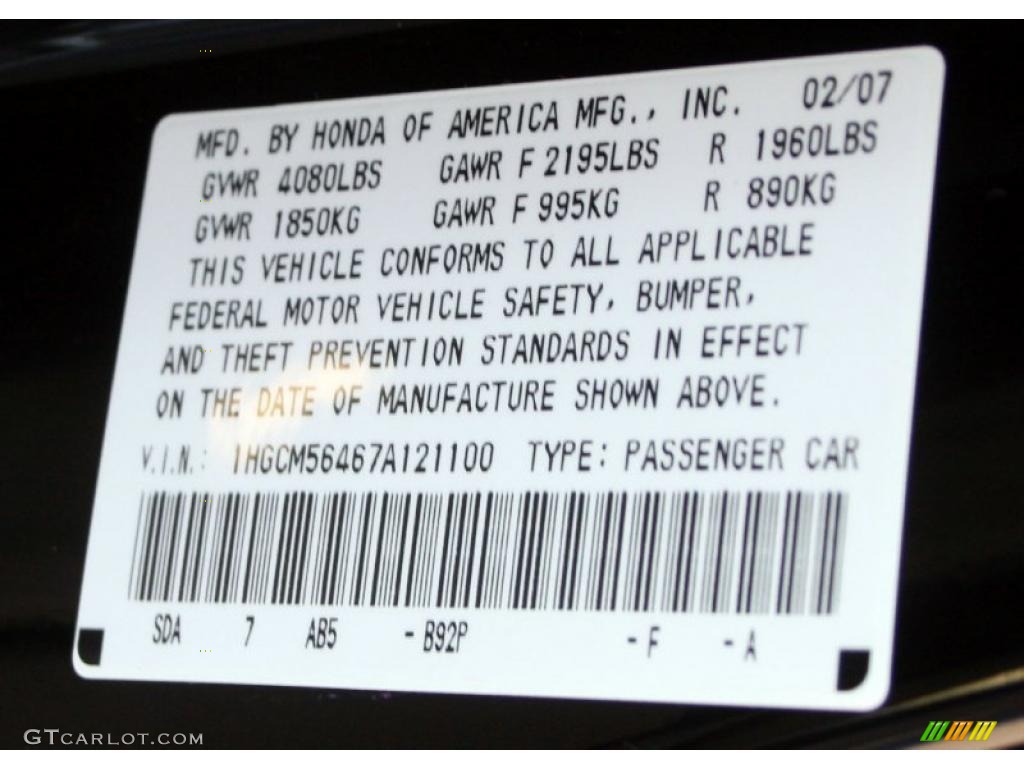 MFD. BY HONDA OF AMERICA MFG., INC. 02/07
GVWR 4080LBS GAWR F 2195LBS R 1960LBS
GVWR 1850KG GAWR F 995KG R 890KG
THIS VEHICLE CONFORMS TO ALL APPLICABLE
FEDERAL MOTOR VEHICLE SAFETY, BUMPER,
AND THEFT PREVENTION STANDARDS IN EFFECT
ON THE DATE OF MANUFACTURE SHOWN ABOVE.
V.I.N.: 1HGCM56467A121100 TYPE: PASSENGER CAR
SDA 7 AB5 - B92P - F - A
GTCARLOT.COM